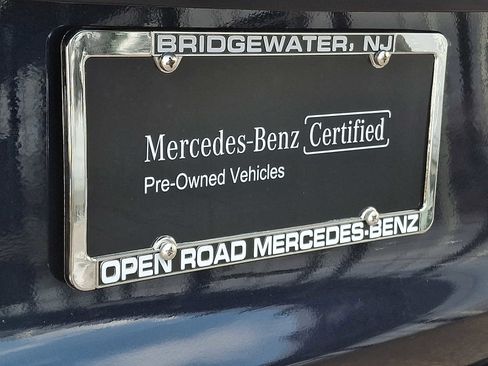 BRIDGEWATER, NJ
Mercedes-Benz Certified
Pre-Owned Vehicles
OPEN ROAD MERCEDES-BENZ